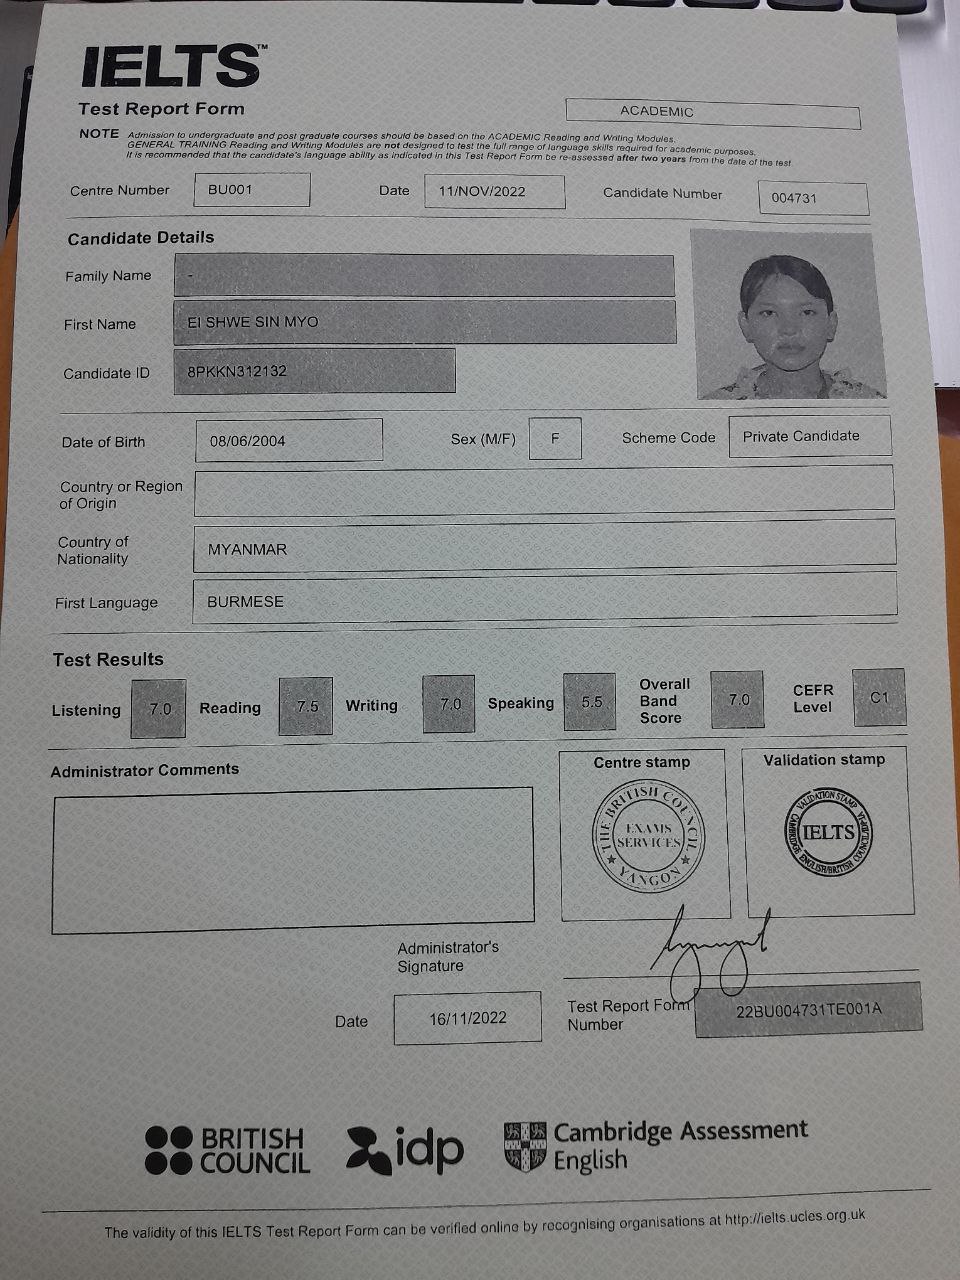 IELTS™
Test Report Form
ACADEMIC
NOTE Admission to undergraduate and post graduate courses should be based on the ACADEMIC Reading and Writing Modules.
GENERAL TRAINING Reading and Writing Modules are not designed to test the full range of language skills required for academic purposes.
It is recommended that the candidate's language ability as indicated in this Test Report Form be re-assessed after two years from the date of the test.
Centre Number BU001 Date 11/NOV/2022 Candidate Number 004731
Candidate Details
Family Name -
First Name EI SHWE SIN MYO
Candidate ID 8PKKN312132
Date of Birth 08/06/2004 Sex (M/F) F Scheme Code Private Candidate
Country or Region
of Origin
Country of
Nationality MYANMAR
First Language BURMESE
Test Results
Listening 7.0 Reading 7.5 Writing 7.0 Speaking 5.5 Overall Band Score 7.0 CEFR Level C1
Administrator Comments
Centre stamp
THE BRITISH COUNCIL
EXAMS
SERVICES
YANGON
Validation stamp
VALIDATION STAMP
IELTS
CAMBRIDGE ENGLISH/BRITISH COUNCIL/IDP:IA
Administrator's
Signature
Date 16/11/2022
Test Report Form
Number 22BU004731TE001A
BRITISH
COUNCIL
idp
Cambridge Assessment
English
The validity of this IELTS Test Report Form can be verified online by recognising organisations at http://ielts.ucles.org.uk